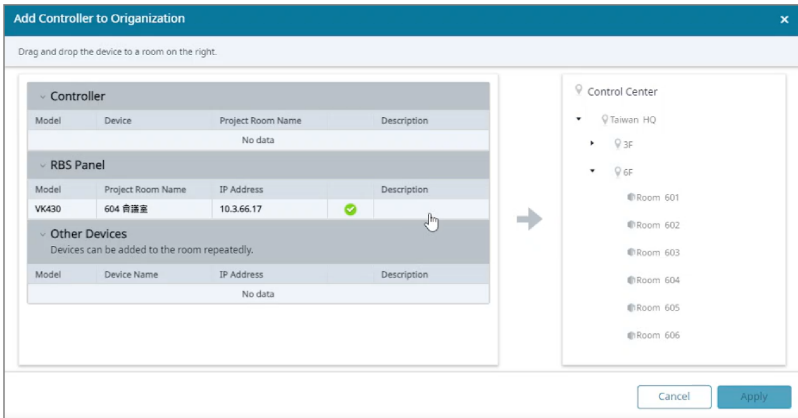 Add Controller to Origanization
×
Drag and drop the device to a room on the right.
Controller
Model Device Project Room Name Description
No data
RBS Panel
Model Project Room Name IP Address Description
VK430 604 會議室 10.3.66.17
Other Devices
Devices can be added to the room repeatedly.
Model Device Name IP Address Description
No data
Control Center
Taiwan HQ
3F
6F
Room 601
Room 602
Room 603
Room 604
Room 605
Room 606
Cancel Apply